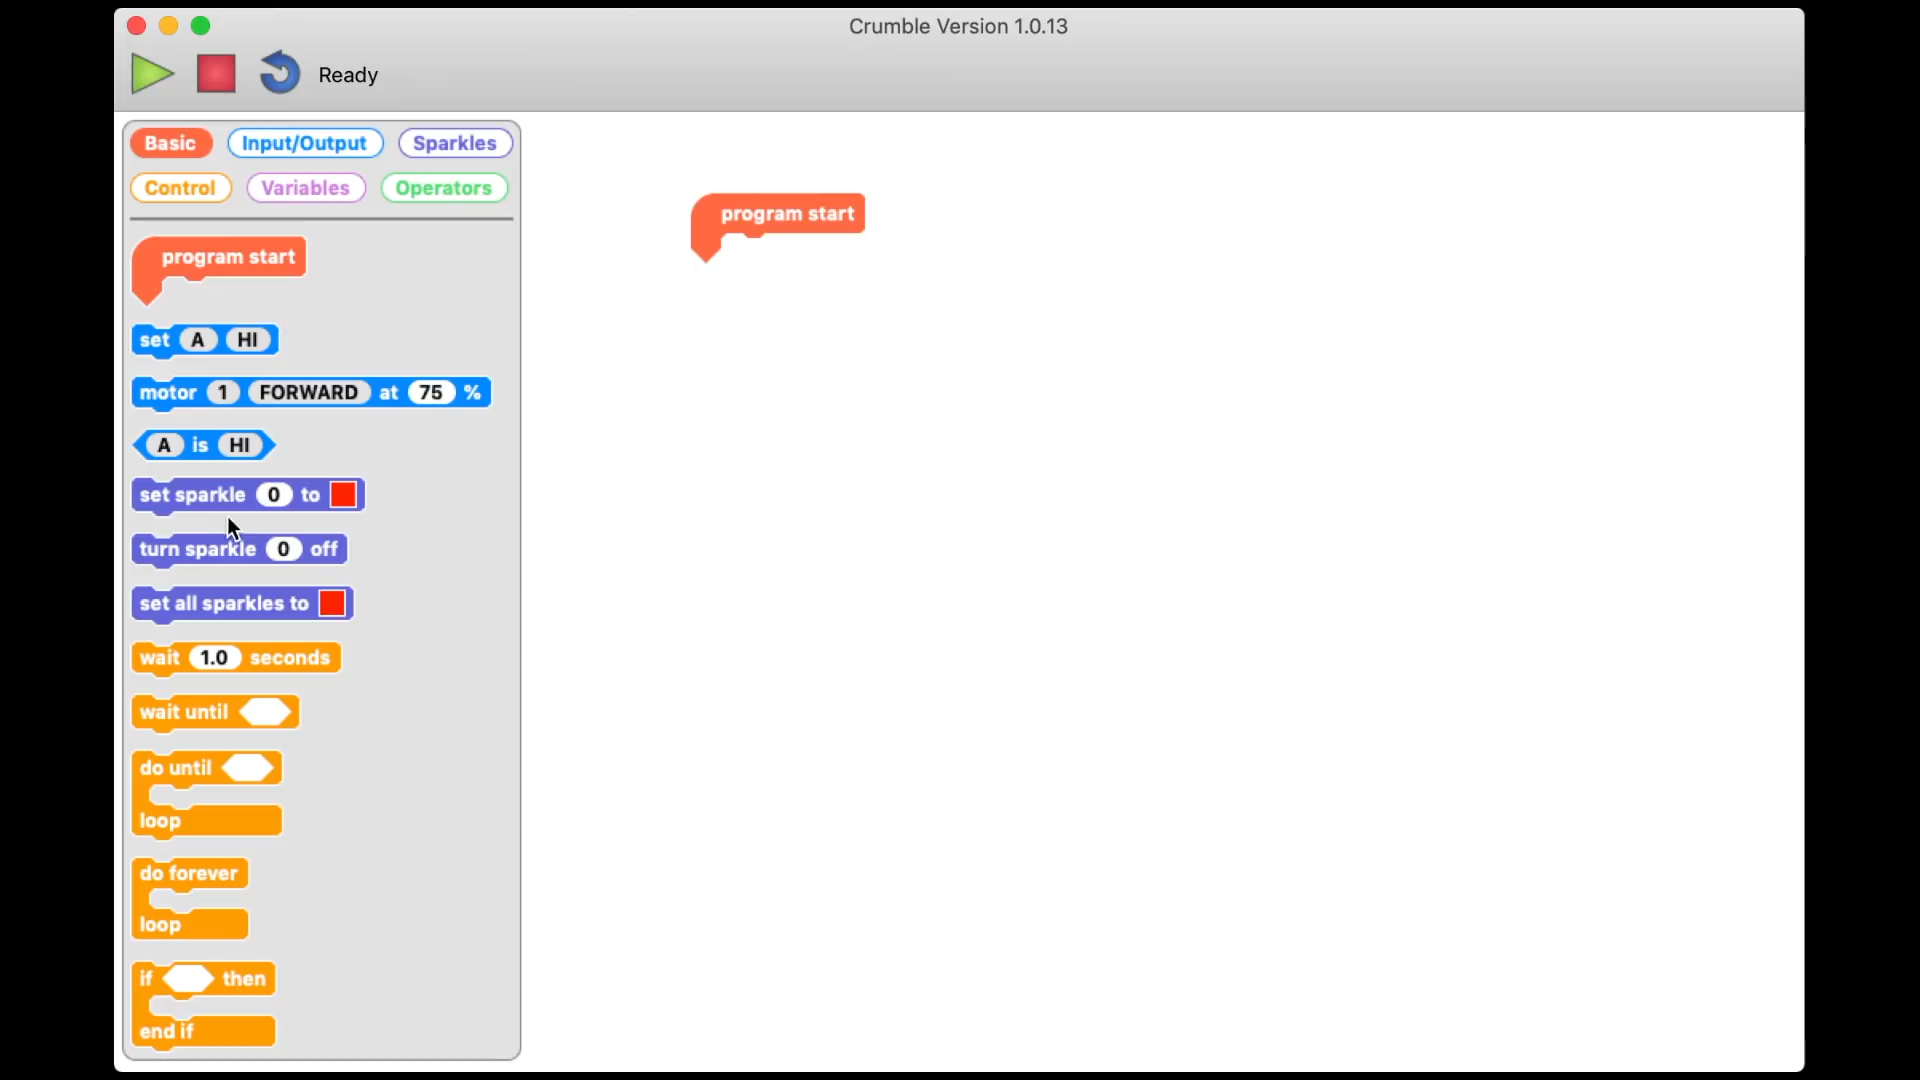 Crumble Version 1.0.13
Ready
Basic Input/Output Sparkles
Control Variables Operators
program start
set A HI
motor 1 FORWARD at 75 %
A is HI
set sparkle 0 to
turn sparkle 0 off
set all sparkles to
wait 1.0 seconds
wait until
do until
loop
do forever
loop
if then
end if
program start